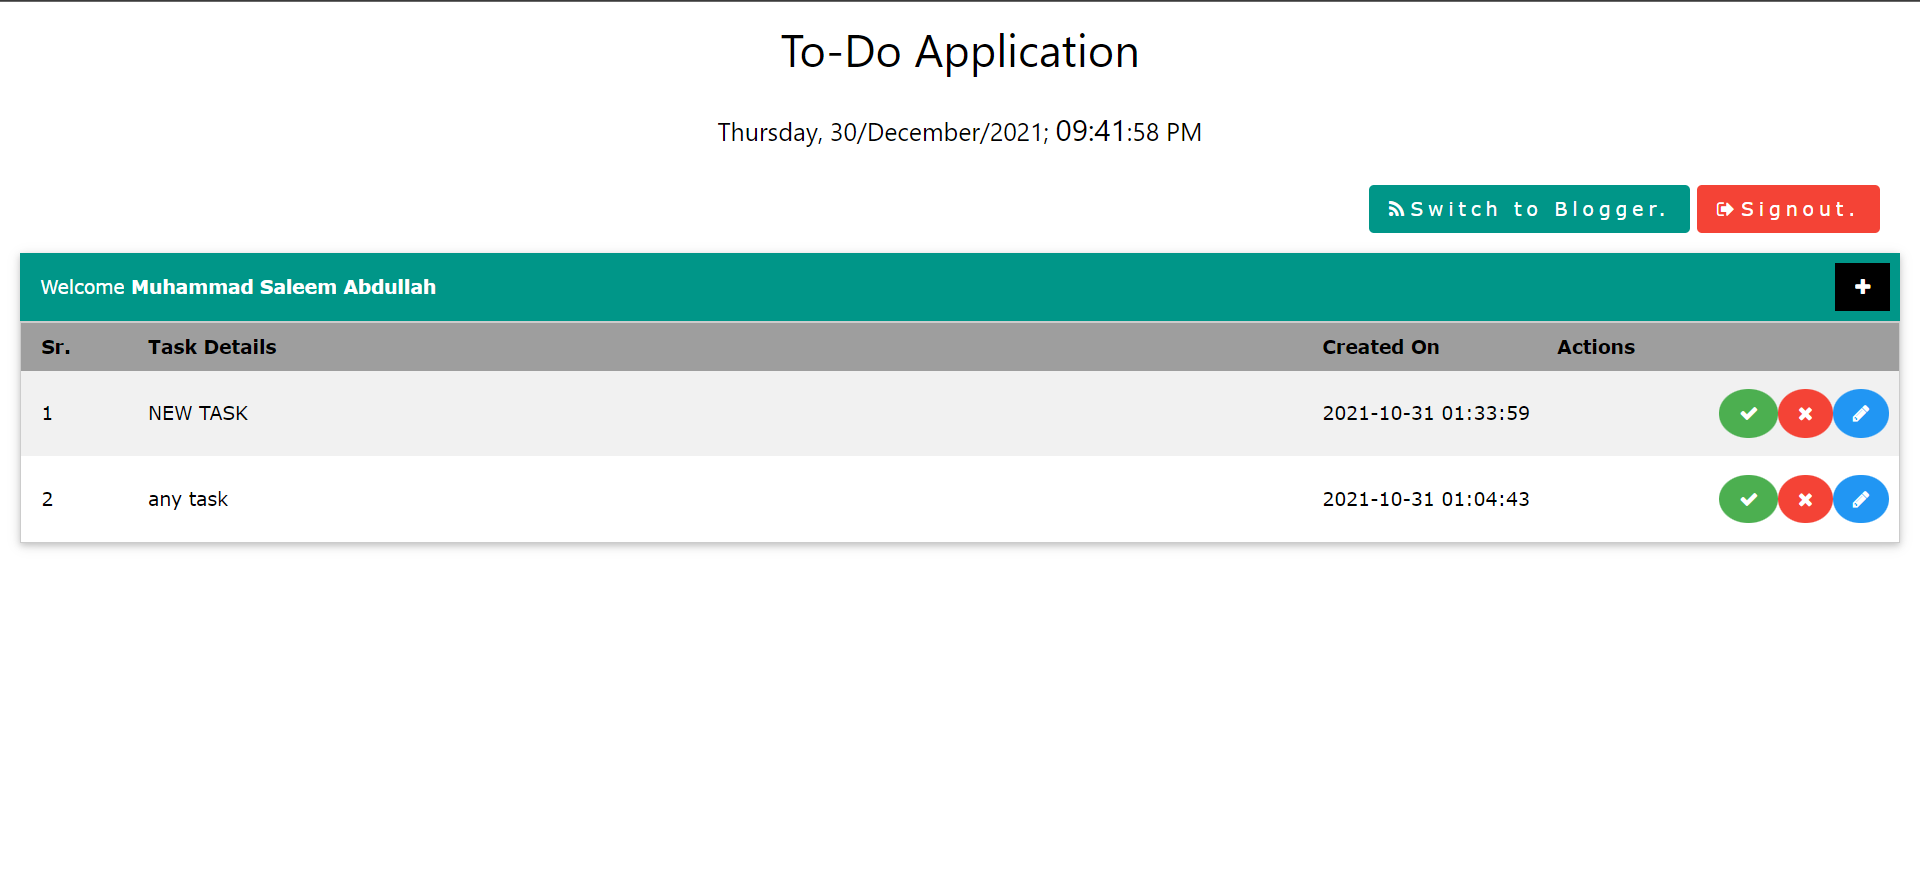 To-Do Application
Thursday, 30/December/2021; 09:41:58 PM
Switch to Blogger. Signout.
Welcome Muhammad Saleem Abdullah
Sr. Task Details Created On Actions
1 NEW TASK 2021-10-31 01:33:59
2 any task 2021-10-31 01:04:43